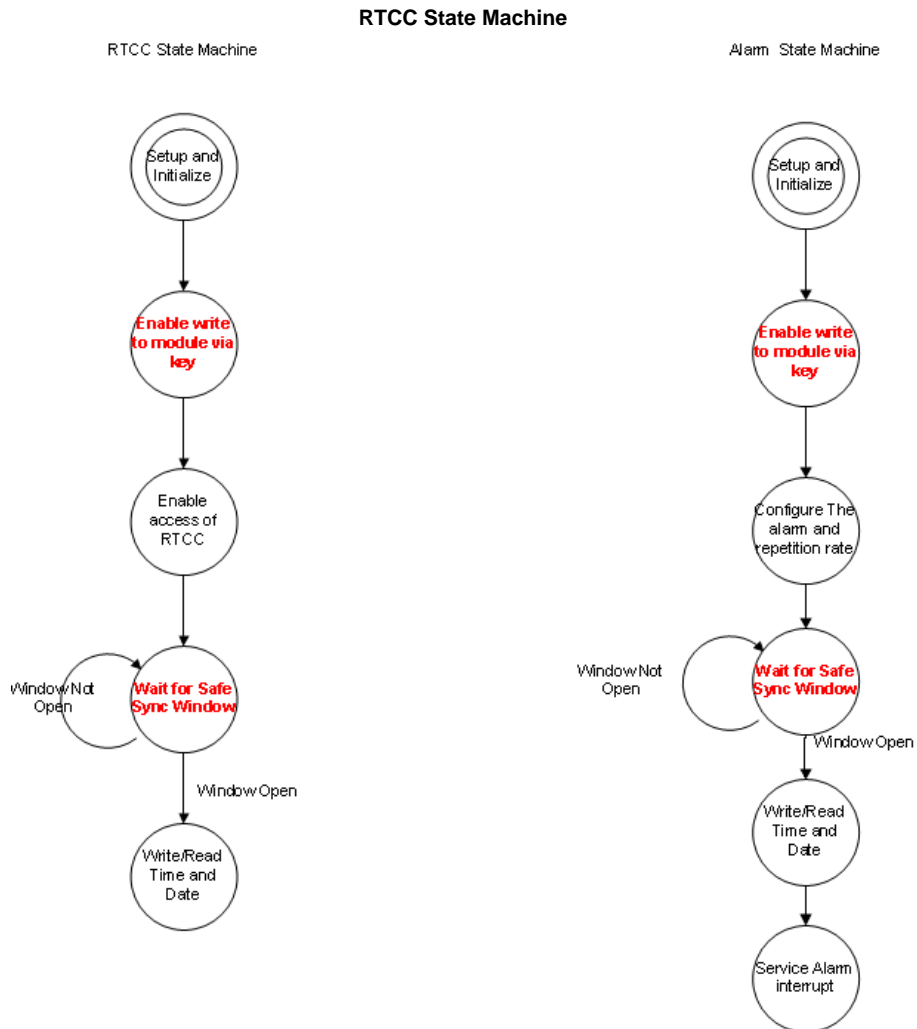 RTCC State Machine
RTCC State Machine
Setup and
Initialize
Enable write
to module via
key
Enable
access of
RTCC
Window Not
Open
Wait for Safe
Sync Window
Window Open
Write/Read
Time and
Date
Alarm State Machine
Setup and
Initialize
Enable write
to module via
key
Configure The
alarm and
repetition rate
Window Not
Open
Wait for Safe
Sync Window
Window Open
Write/Read
Time and
Date
Service Alarm
interrupt